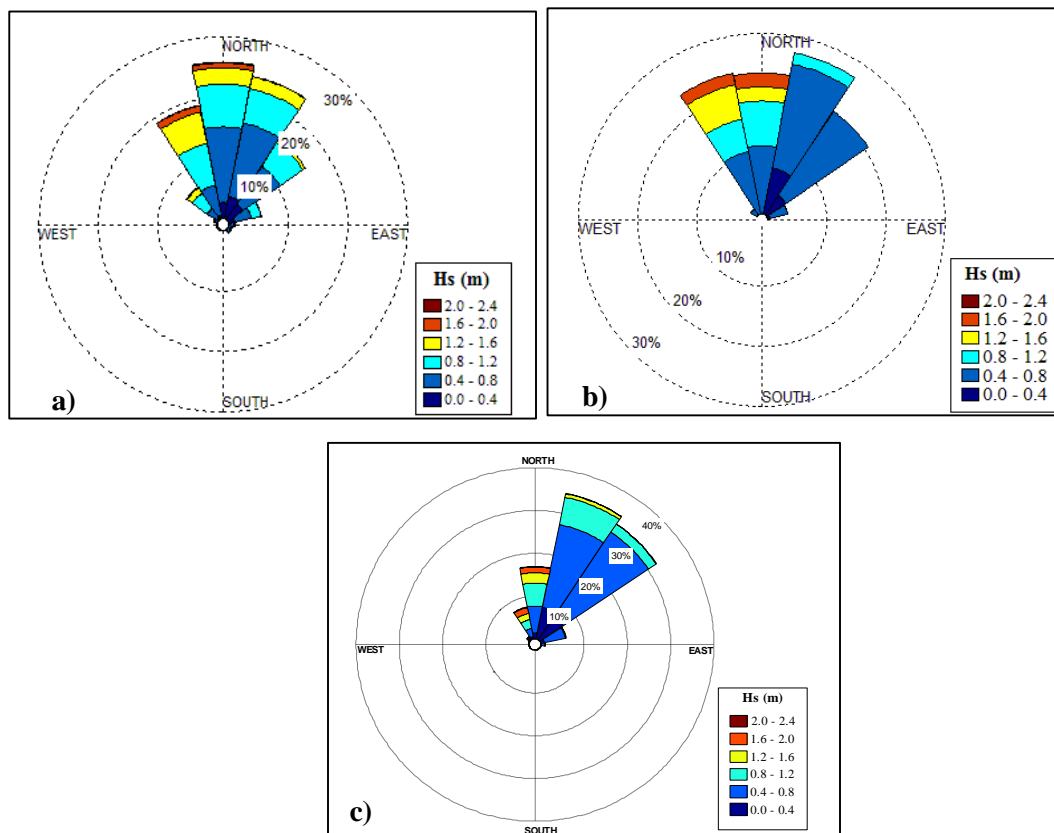 NORTH
30%
20%
10%
WEST
EAST
Hs (m)
2.0 - 2.4
1.6 - 2.0
1.2 - 1.6
0.8 - 1.2
0.4 - 0.8
0.0 - 0.4
SOUTH
a)
NORTH
WEST
EAST
10%
20%
30%
Hs (m)
2.0 - 2.4
1.6 - 2.0
1.2 - 1.6
0.8 - 1.2
0.4 - 0.8
0.0 - 0.4
SOUTH
b)
NORTH
40%
30%
20%
10%
WEST
EAST
Hs (m)
2.0 - 2.4
1.6 - 2.0
1.2 - 1.6
0.8 - 1.2
0.4 - 0.8
0.0 - 0.4
c)
SOUTH